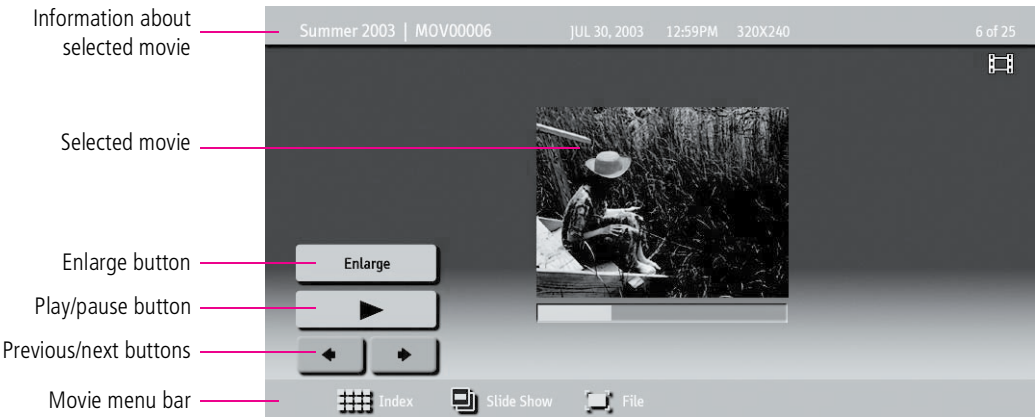 Information about
selected movie
Summer 2003 | MOV00006 JUL 30, 2003 12:59PM 320X240 6 of 25
Selected movie
Enlarge button
Enlarge
Play/pause button
Previous/next buttons
Movie menu bar
Index Slide Show File